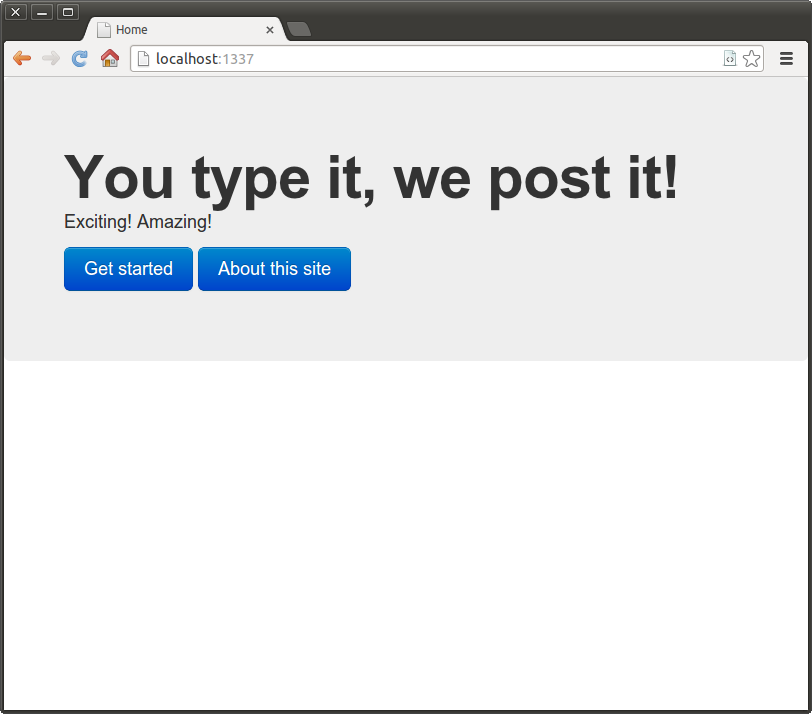 Home
localhost:1337
You type it, we post it!
Exciting! Amazing!
Get started About this site